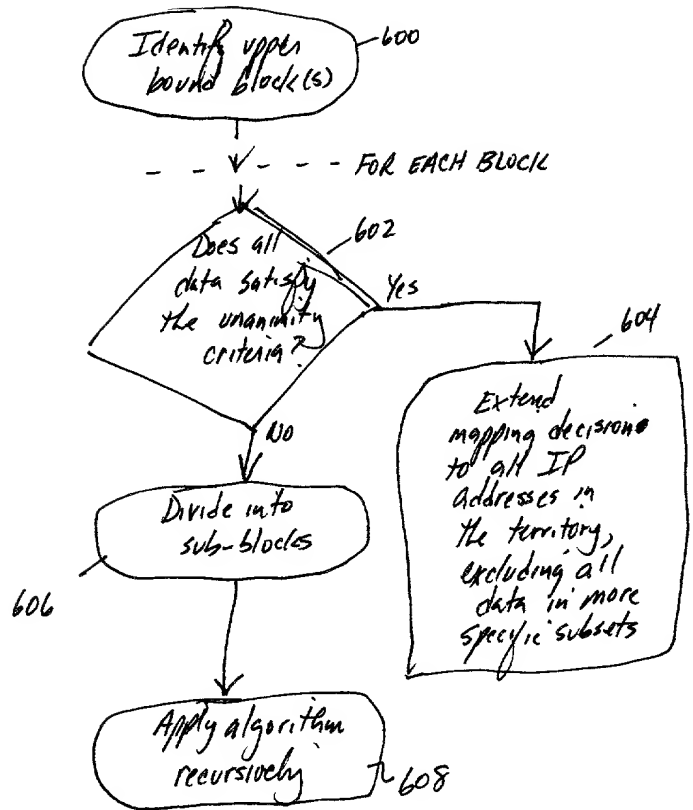 Identify upper
bound block(s)
600
FOR EACH BLOCK
602
Does all
data satisfy
the unanimity
criteria?
Yes
604
Extend
mapping decision
to all IP
addresses in
the territory,
excluding all
data in more
specific subsets
No
Divide into
sub-blocks
606
Apply algorithm
recursively
608